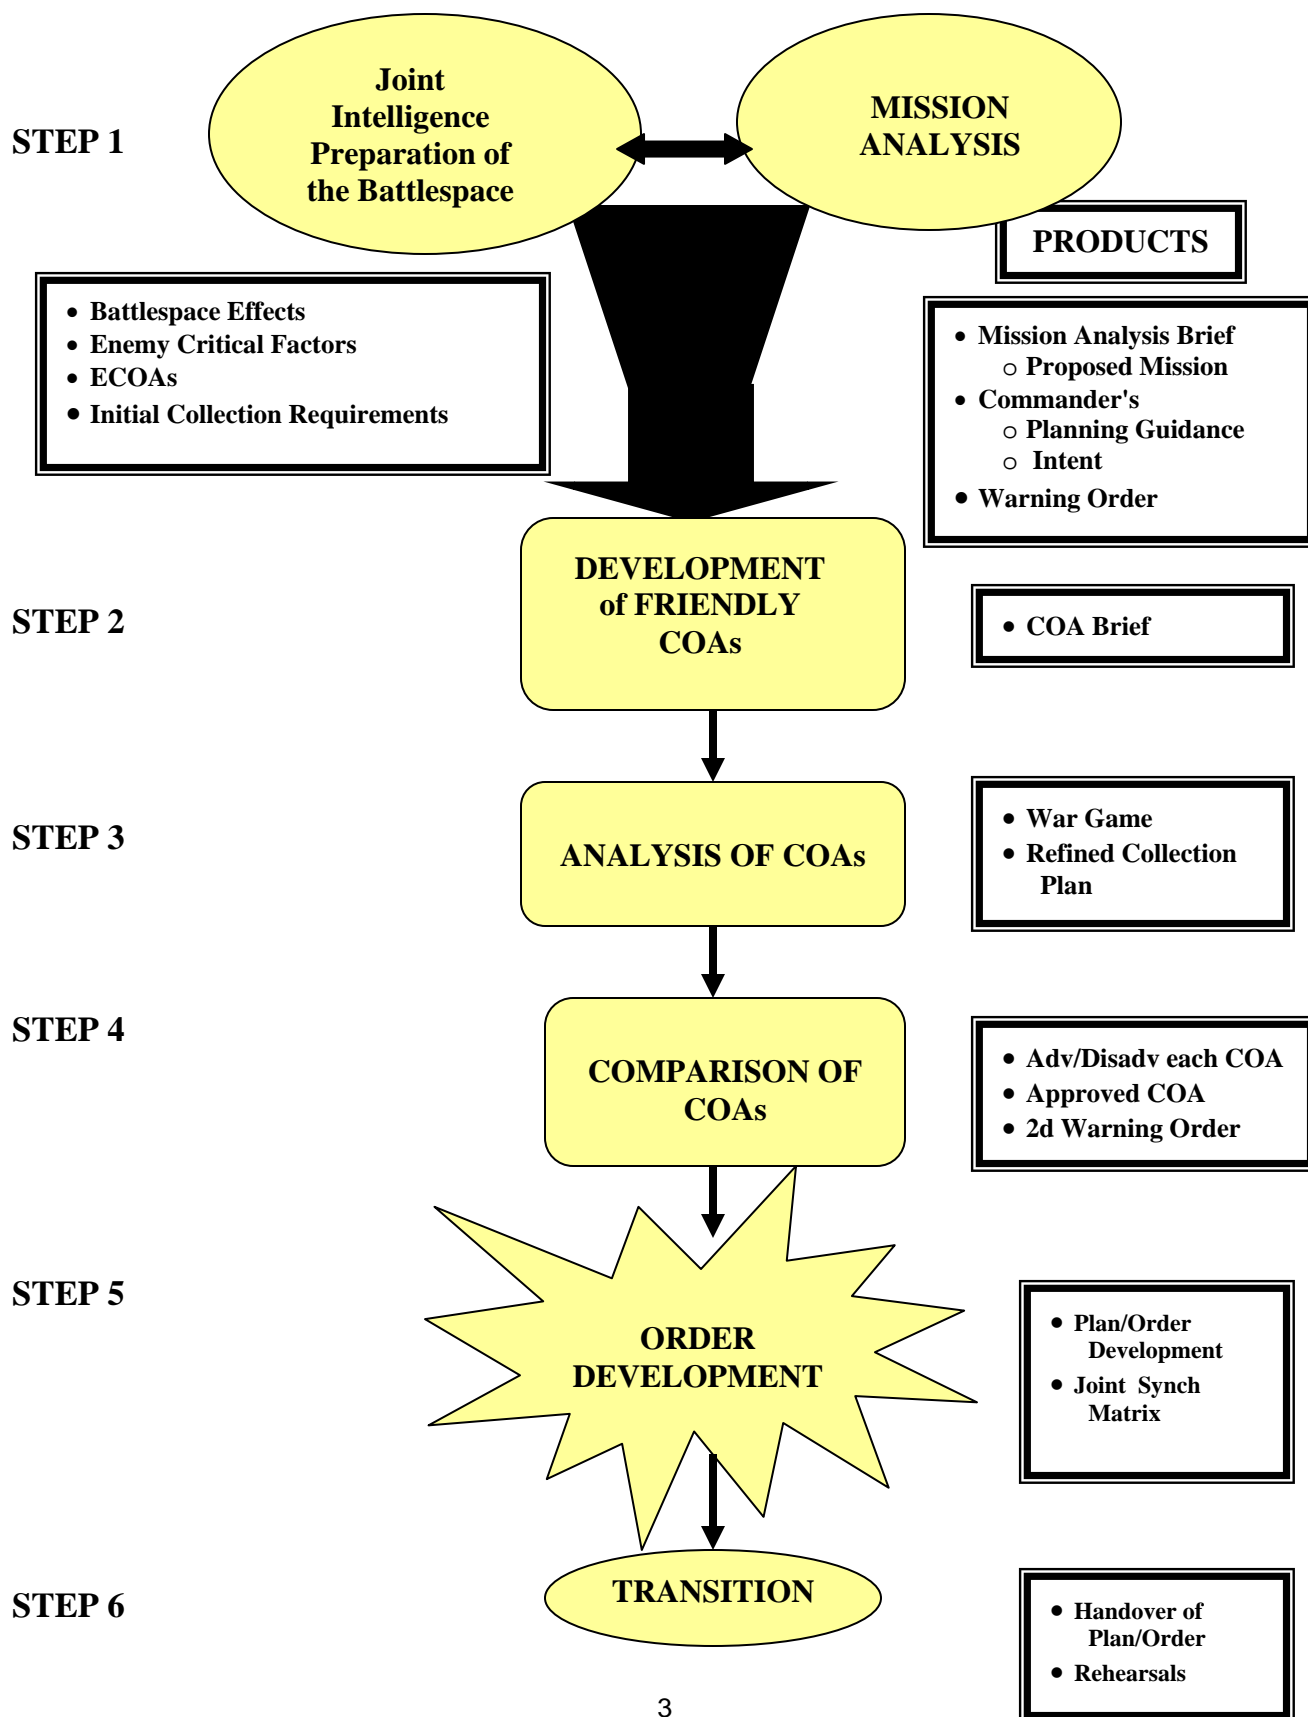 STEP 1
Joint
Intelligence
Preparation of
the Battlespace
MISSION
ANALYSIS
PRODUCTS
• Battlespace Effects
• Enemy Critical Factors
• ECOAs
• Initial Collection Requirements
• Mission Analysis Brief
o Proposed Mission
• Commander's
o Planning Guidance
o Intent
• Warning Order
STEP 2
DEVELOPMENT
of FRIENDLY
COAs
• COA Brief
STEP 3
ANALYSIS OF COAs
• War Game
• Refined Collection
Plan
STEP 4
COMPARISON OF
COAs
• Adv/Disadv each COA
• Approved COA
• 2d Warning Order
STEP 5
ORDER
DEVELOPMENT
• Plan/Order
Development
• Joint Synch
Matrix
STEP 6
TRANSITION
• Handover of
Plan/Order
• Rehearsals
3